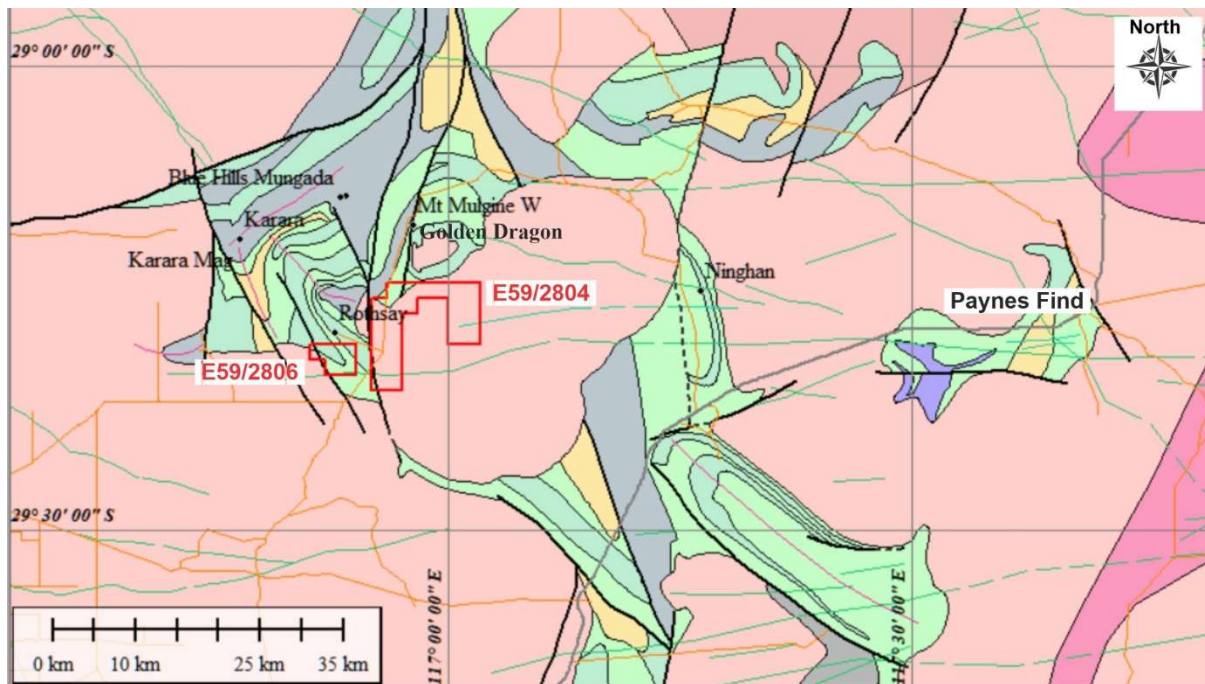 29° 00' 00" S
North
Blue Hills Mungada
Karara
Mt Mulgine W
Golden Dragon
Karara Mag
Ninghan
E59/2804
Paynes Find
Rothsay
E59/2806
29° 30' 00" S
117° 00' 00" E
117° 30' 00" E
0 km 10 km 25 km 35 km